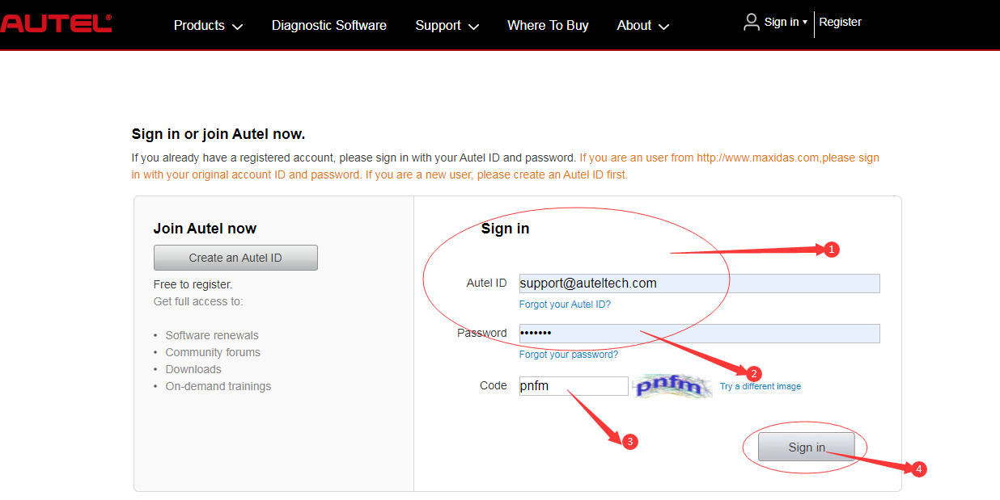 AUTEL®
Products
Diagnostic Software
Support
Where To Buy
About
Sign in
Register
Sign in or join Autel now.
If you already have a registered account, please sign in with your Autel ID and password. If you are an user from http://www.maxidas.com,please sign
in with your original account ID and password. If you are a new user, please create an Autel ID first.
Join Autel now
Create an Autel ID
Free to register.
Get full access to:
• Software renewals
• Community forums
• Downloads
• On-demand trainings
Sign in
1
Autel ID support@auteltech.com
Forgot your Autel ID?
Password •••••••
Forgot your password?
2
Code pnfm pnfm Try a different image
3
Sign in
4